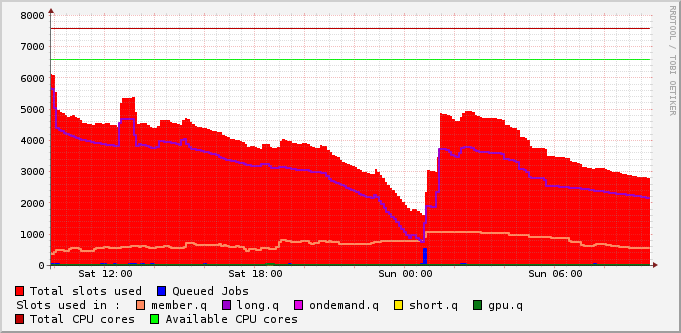 8000
7000
6000
5000
4000
3000
2000
1000
0
Sat 12:00 Sat 18:00 Sun 00:00 Sun 06:00
RRDTOOL / TOBI OETIKER
Total slots used Queued Jobs
Slots used in : member.q long.q ondemand.q short.q gpu.q
Total CPU cores Available CPU cores